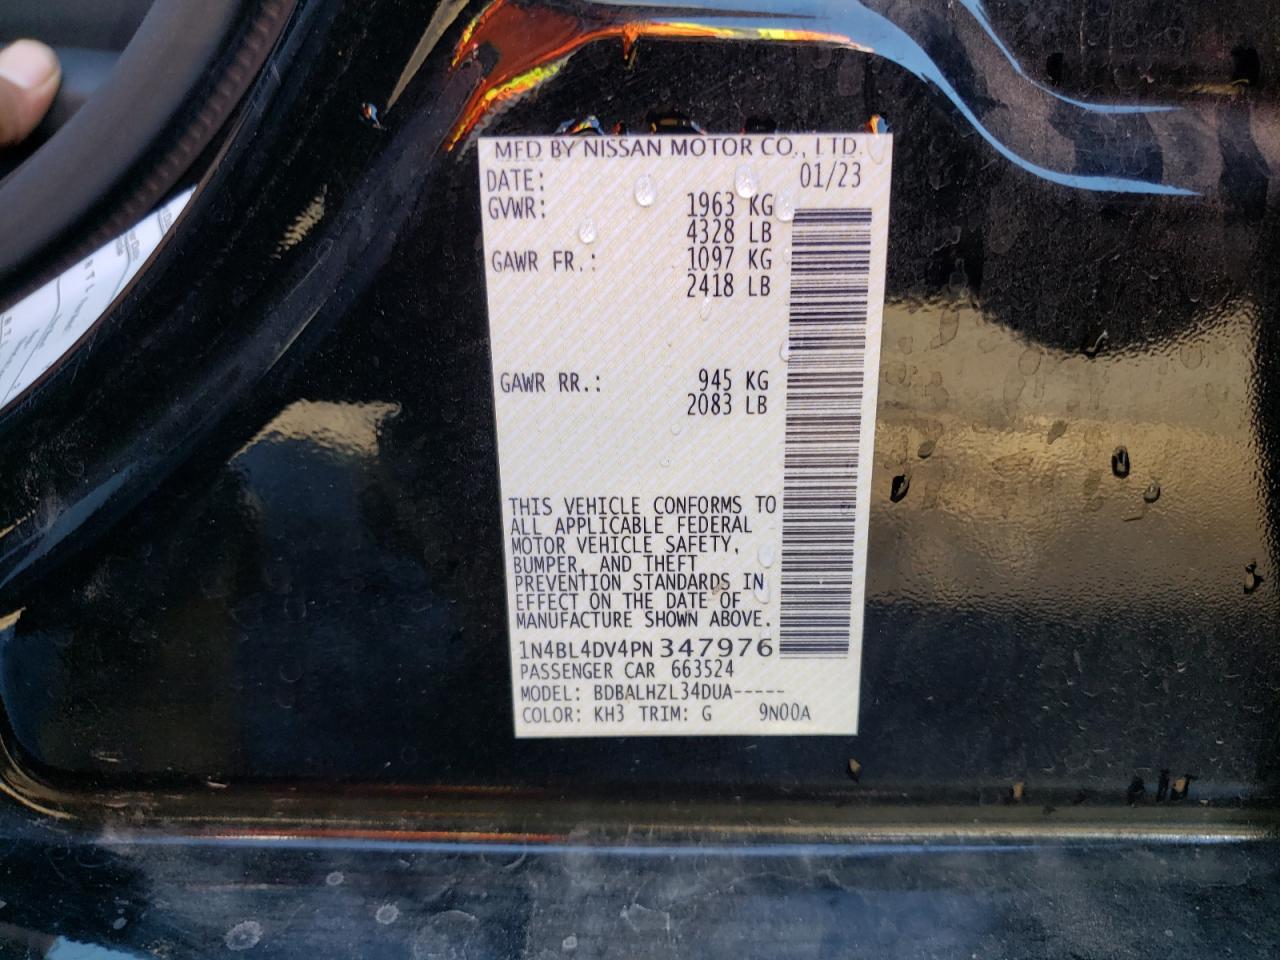 MFD BY NISSAN MOTOR CO., LTD.
DATE: 01/23
GVWR: 1963 KG
4328 LB
GAWR FR.: 1097 KG
2418 LB
GAWR RR.: 945 KG
2083 LB
THIS VEHICLE CONFORMS TO
ALL APPLICABLE FEDERAL
MOTOR VEHICLE SAFETY,
BUMPER, AND THEFT
PREVENTION STANDARDS IN
EFFECT ON THE DATE OF
MANUFACTURE SHOWN ABOVE.
1N4BL4DV4PN347976
PASSENGER CAR 663524
MODEL: BDBALHZL34DUA-----
COLOR: KH3 TRIM: G 9N00A